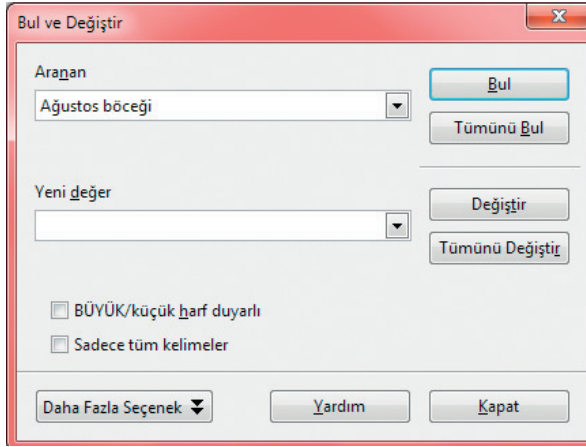 Bul ve Değiştir
Aranan
Ağustos böceği
Bul
Tümünü Bul
Yeni değer
Değiştir
Tümünü Değiştir
BÜYÜK/küçük harf duyarlı
Sadece tüm kelimeler
Daha Fazla Seçenek
Yardım
Kapat